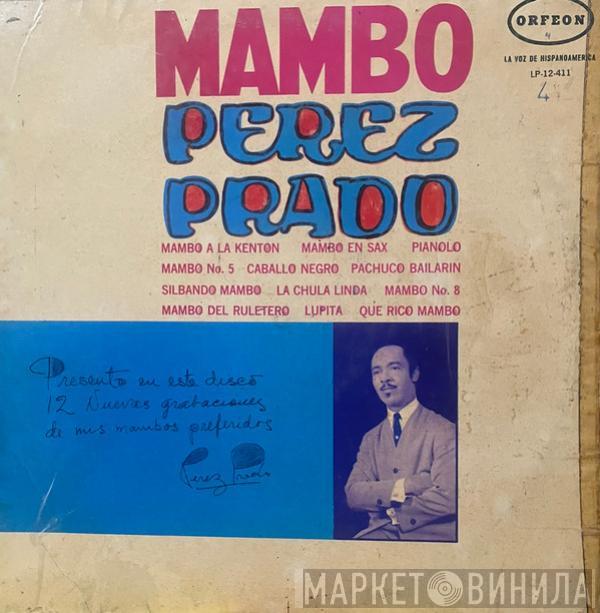 MAMBO
ORFEON
4
LA VOZ DE HISPANOAMERICA
LP-12-411
4
PEREZ
PRADO
MAMBO A LA KENTON MAMBO EN SAX PIANOLO
MAMBO No. 5 CABALLO NEGRO PACHUCO BAILARIN
SILBANDO MAMBO LA CHULA LINDA MAMBO No. 8
MAMBO DEL RULETERO LUPITA QUE RICO MAMBO
Presento en este disco
12 Nuevas grabaciones
de mis mambos preferidos
Perez Prado
МАРКЕТ ВИНИЛА